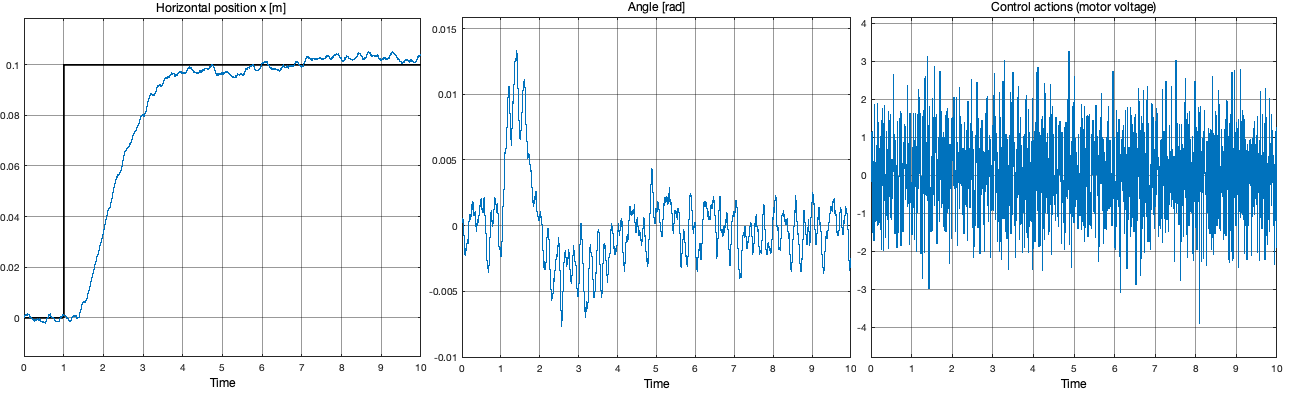 Horizontal position x [m]
0.1
0.08
0.06
0.04
0.02
0
0 1 2 3 4 5 6 7 8 9 10
Time
Angle [rad]
0.015
0.01
0.005
0
-0.005
-0.01
0 1 2 3 4 5 6 7 8 9 10
Time
Control actions (motor voltage)
4
3
2
1
0
-1
-2
-3
-4
0 1 2 3 4 5 6 7 8 9 10
Time